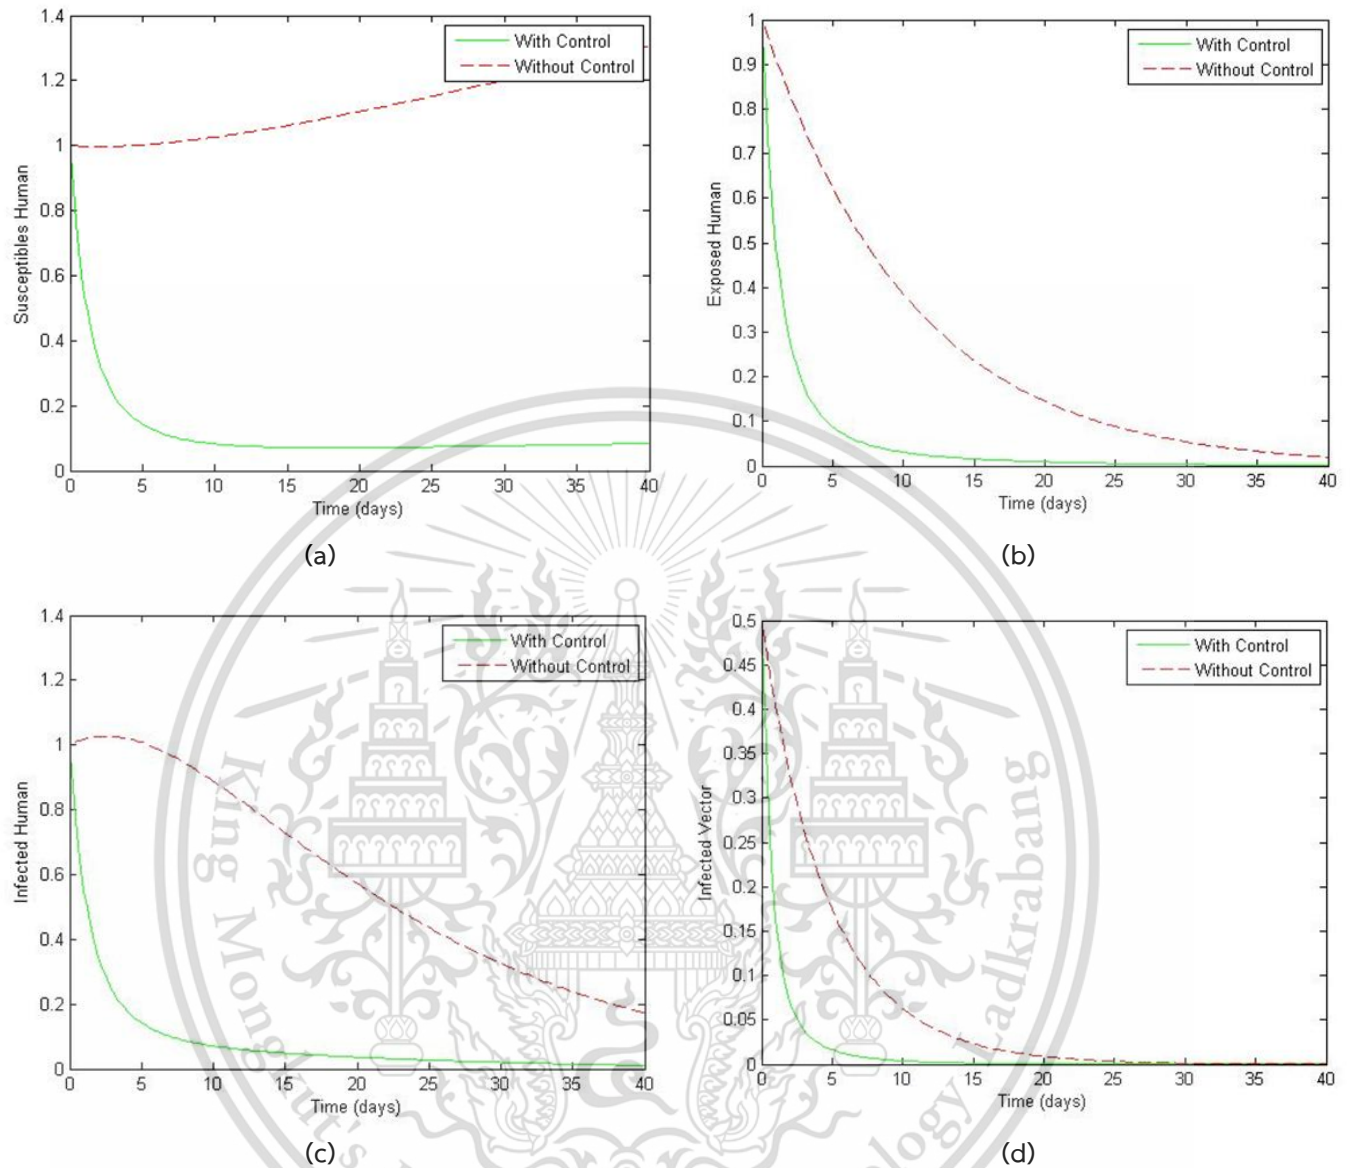 1.4
1.2
1
0.8
0.6
0.4
0.2
0
Susceptibles Human
With Control
Without Control
0 5 10 15 20 25 30 35 40
Time (days)
(a)
1
0.9
0.8
0.7
0.6
0.5
0.4
0.3
0.2
0.1
0
Exposed Human
With Control
Without Control
0 5 10 15 20 25 30 35 40
Time (days)
(b)
1.4
1.2
1
0.8
0.6
0.4
0.2
0
Infected Human
With Control
Without Control
0 5 10 15 20 25 30 35 40
Time (days)
(c)
0.5
0.45
0.4
0.35
0.3
0.25
0.2
0.15
0.1
0.05
0
Infected Vector
With Control
Without Control
0 5 10 15 20 25 30 35 40
Time (days)
(d)
King Mongkut's
ology Ladkrabang